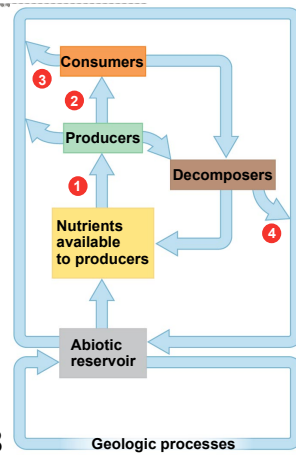 Consumers
3
2
Producers
1
Decomposers
Nutrients
available
to producers
4
Abiotic
reservoir
Geologic processes